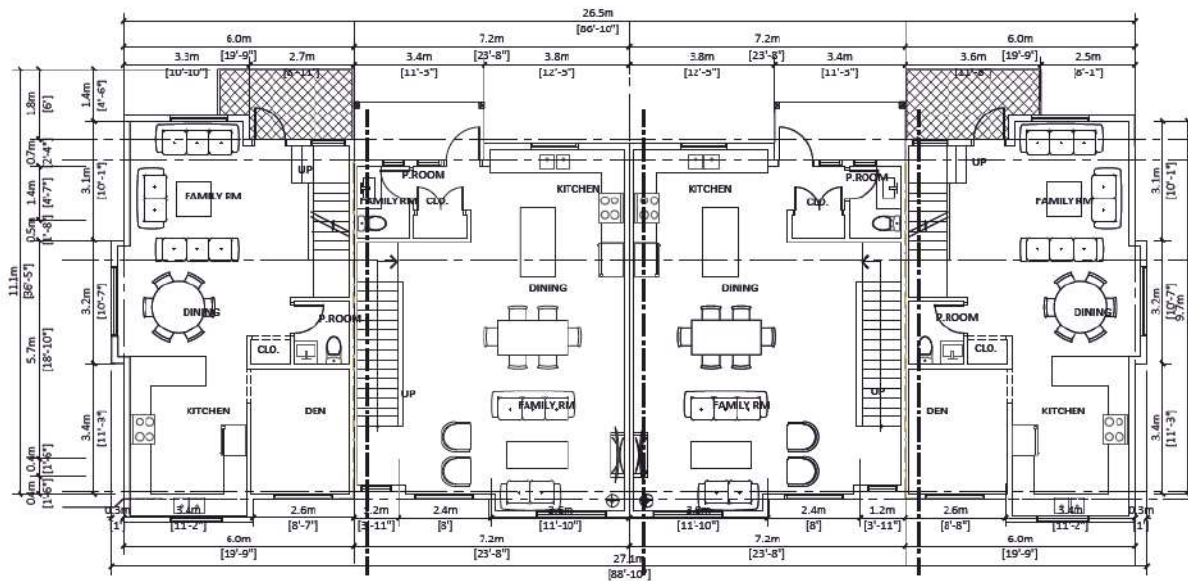 26.5m
[86'-10"]
6.0m 7.2m 7.2m 6.0m
[19'-9"] [23'-8"] [23'-8"] [19'-9"]
3.3m 2.7m 3.4m 3.8m 3.8m 3.4m 3.6m 2.5m
[10'-10"] [8'-11"] [11'-3"] [12'-5"] [12'-5"] [11'-3"] [11'-8"] [8'-1"]
1.8m
[6']
1.4m
[4'-6"]
0.7m
[2'-4"]
3.1m
[10'-1"]
1.4m
[4'-7"]
0.5m
[1'-8"]
11.1m
[36'-5"]
3.2m
[10'-7"]
5.7m
[18'-10"]
3.4m
[11'-3"]
0.4m
[1'-6"]
0.4m
[1'-6"]
UP
FAMILY RM
DINING
P.ROOM
CLO.
KITCHEN
DEN
P.ROOM
FAMILY RM
CLO.
KITCHEN
DINING
UP
FAMILY RM
KITCHEN
P.ROOM
CLO.
DINING
FAMILY RM
UP
UP
FAMILY RM
P.ROOM
DINING
CLO.
DEN
KITCHEN
3.1m
[10'-1"]
3.2m
[10'-7"]
9.7m
3.4m
[11'-3"]
0.3m 3.4m 2.6m 1.2m 2.4m 2.4m 1.2m 2.6m 3.4m 0.3m
[1' [11'-2"] [8'-7"] [3'-11"] [8'] [11'-10"] [11'-10"] [8'] [3'-11"] [8'-8"] [11'-2"] [1'
6.0m 7.2m 7.2m 6.0m
[19'-9"] [23'-8"] [23'-8"] [19'-9"]
27.1m
[88'-10"]